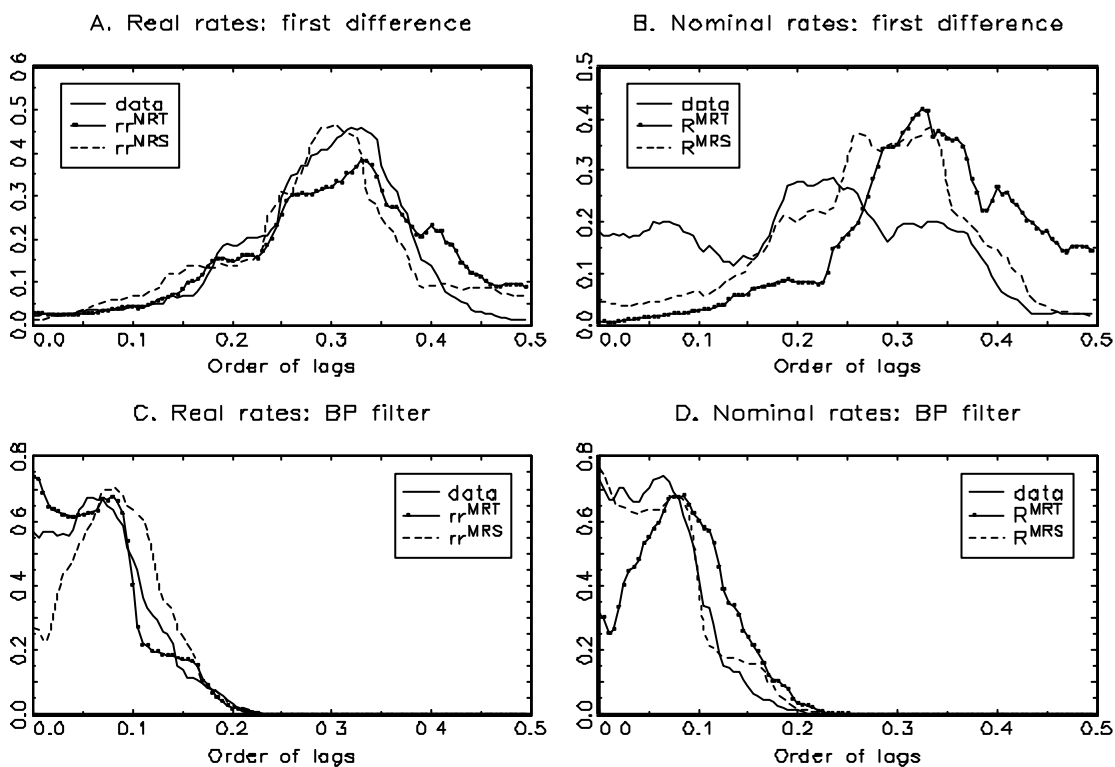 A. Real rates: first difference
0.0 0.1 0.2 0.3 0.4 0.5 0.6
data
rr^MRT
rr^MRS
0.0 0.1 0.2 0.3 0.4 0.5
Order of lags
B. Nominal rates: first difference
0.0 0.1 0.2 0.3 0.4 0.5
data
R^MRT
R^MRS
0.0 0.1 0.2 0.3 0.4 0.5
Order of lags
C. Real rates: BP filter
0.0 0.2 0.4 0.6 0.8
data
rr^MRT
rr^MRS
0.0 0.1 0.2 0.3 0.4 0.5
Order of lags
D. Nominal rates: BP filter
0.0 0.2 0.4 0.6 0.8
data
R^MRT
R^MRS
0.0 0.1 0.2 0.3 0.4 0.5
Order of lags